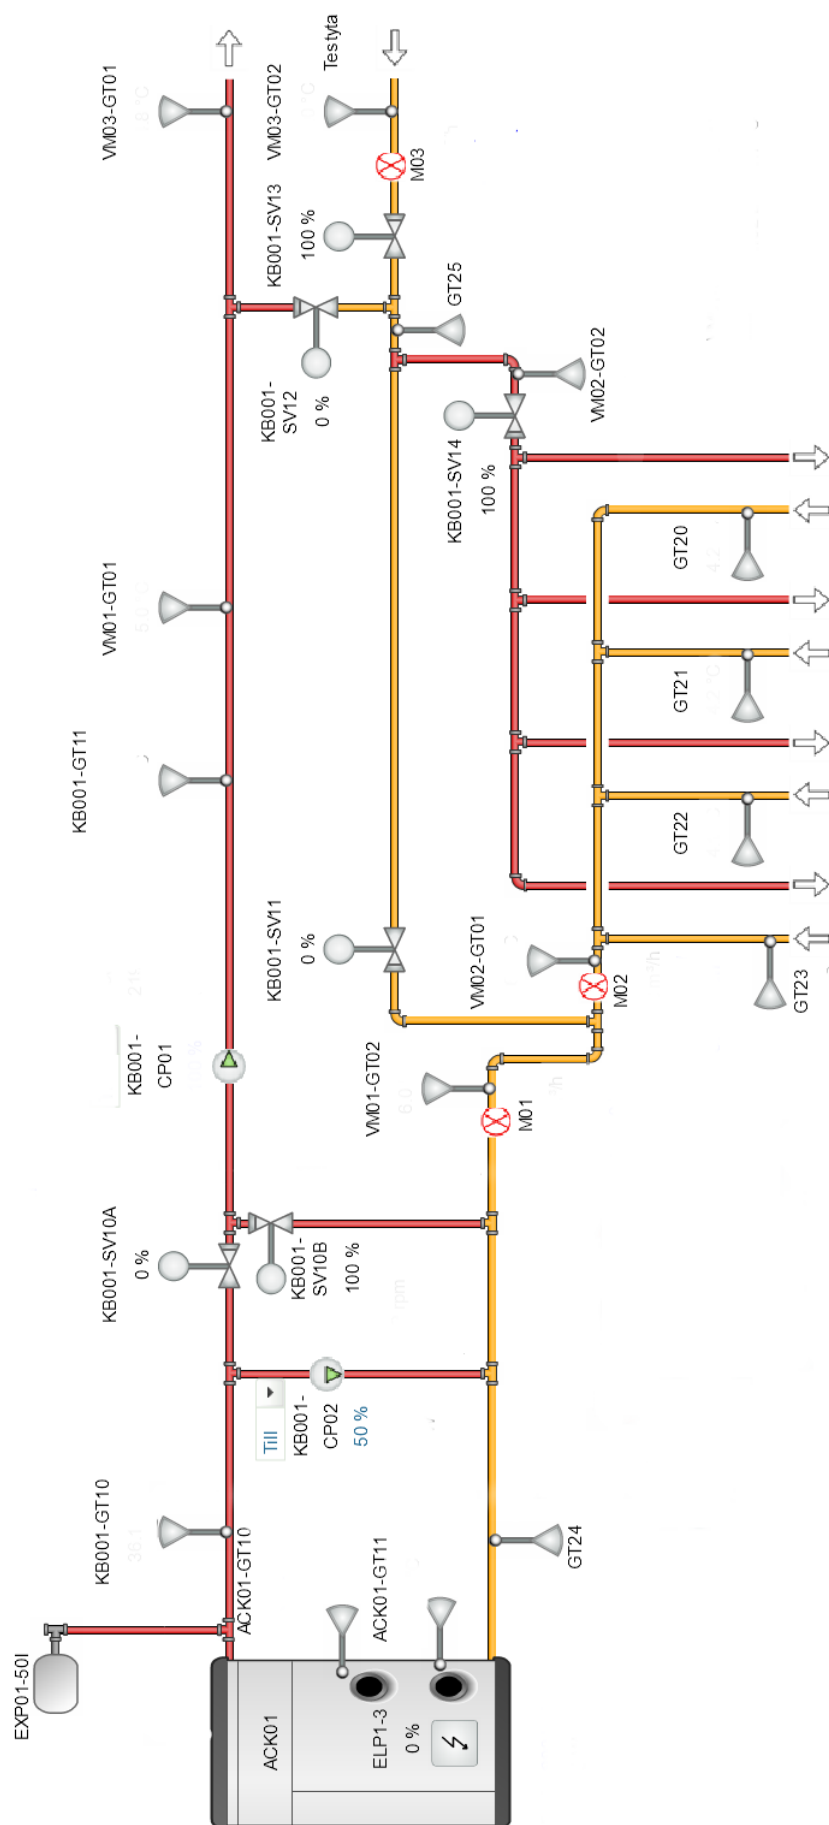 EXP01-50l
ACK01
ELP1-3
0 %
ACK01-GT10
ACK01-GT11
KB001-GT10
GT24
Till
KB001-
CP02
50 %
KB001-SV10A
0 %
KB001-
SV10B
100 %
rpm
KB001-
CP01
M01
VM01-GT02
6.0
KB001-SV11
0 %
VM02-GT01
M02
GT23
GT22
GT21
GT20
KB001-GT11
VM01-GT01
KB001-SV14
100 %
VM02-GT02
GT25
KB001-
SV12
0 %
KB001-SV13
100 %
M03
VM03-GT01
VM03-GT02
Testyta